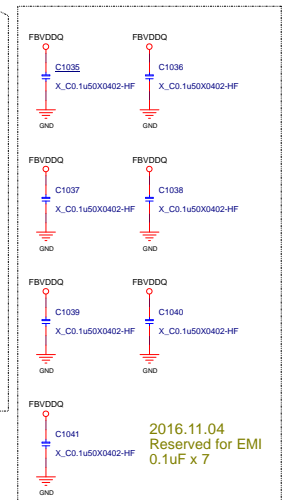 FBVDDQ FBVDDQ
C1035 C1036
X_C0.1u50X0402-HF X_C0.1u50X0402-HF
GND GND
FBVDDQ FBVDDQ
C1037 C1038
X_C0.1u50X0402-HF X_C0.1u50X0402-HF
GND GND
FBVDDQ FBVDDQ
C1039 C1040
X_C0.1u50X0402-HF X_C0.1u50X0402-HF
GND GND
FBVDDQ
C1041
X_C0.1u50X0402-HF
GND
2016.11.04
Reserved for EMI
0.1uF x 7